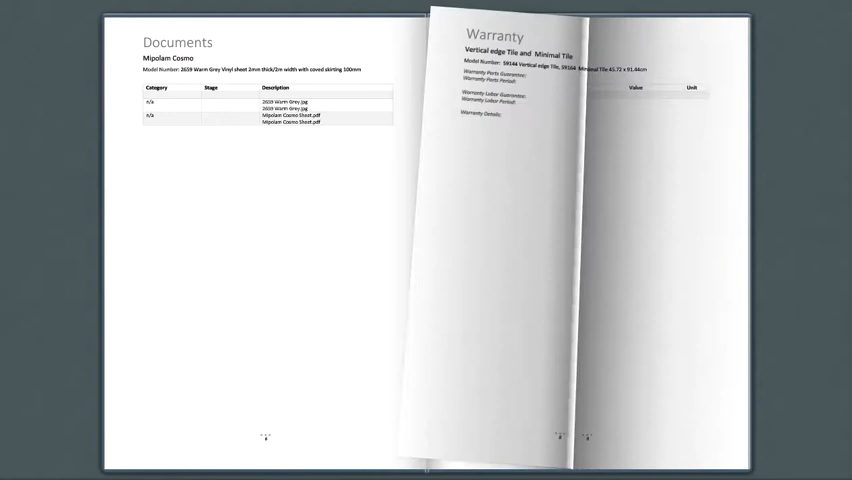 Documents
Mipolam Cosmo
Model Number: 2659 Warm Grey Vinyl sheet 2mm thick/2m width with coved skirting 100mm
Category Stage Description
n/a 2659 Warm Grey.jpg
2659 Warm Grey.jpg
n/a Mipolam Cosmo Sheet.pdf
Mipolam Cosmo Sheet.pdf
Warranty
Vertical edge Tile and Minimal Tile
Model Number: 59144 Vertical edge Tile, 59164 Minimal Tile 45.72 x 91.44cm
Warranty Parts Guarantee:
Warranty Parts Period:
Warranty Labor Guarantee:
Warranty Labor Period:
Warranty Details:
Value Unit